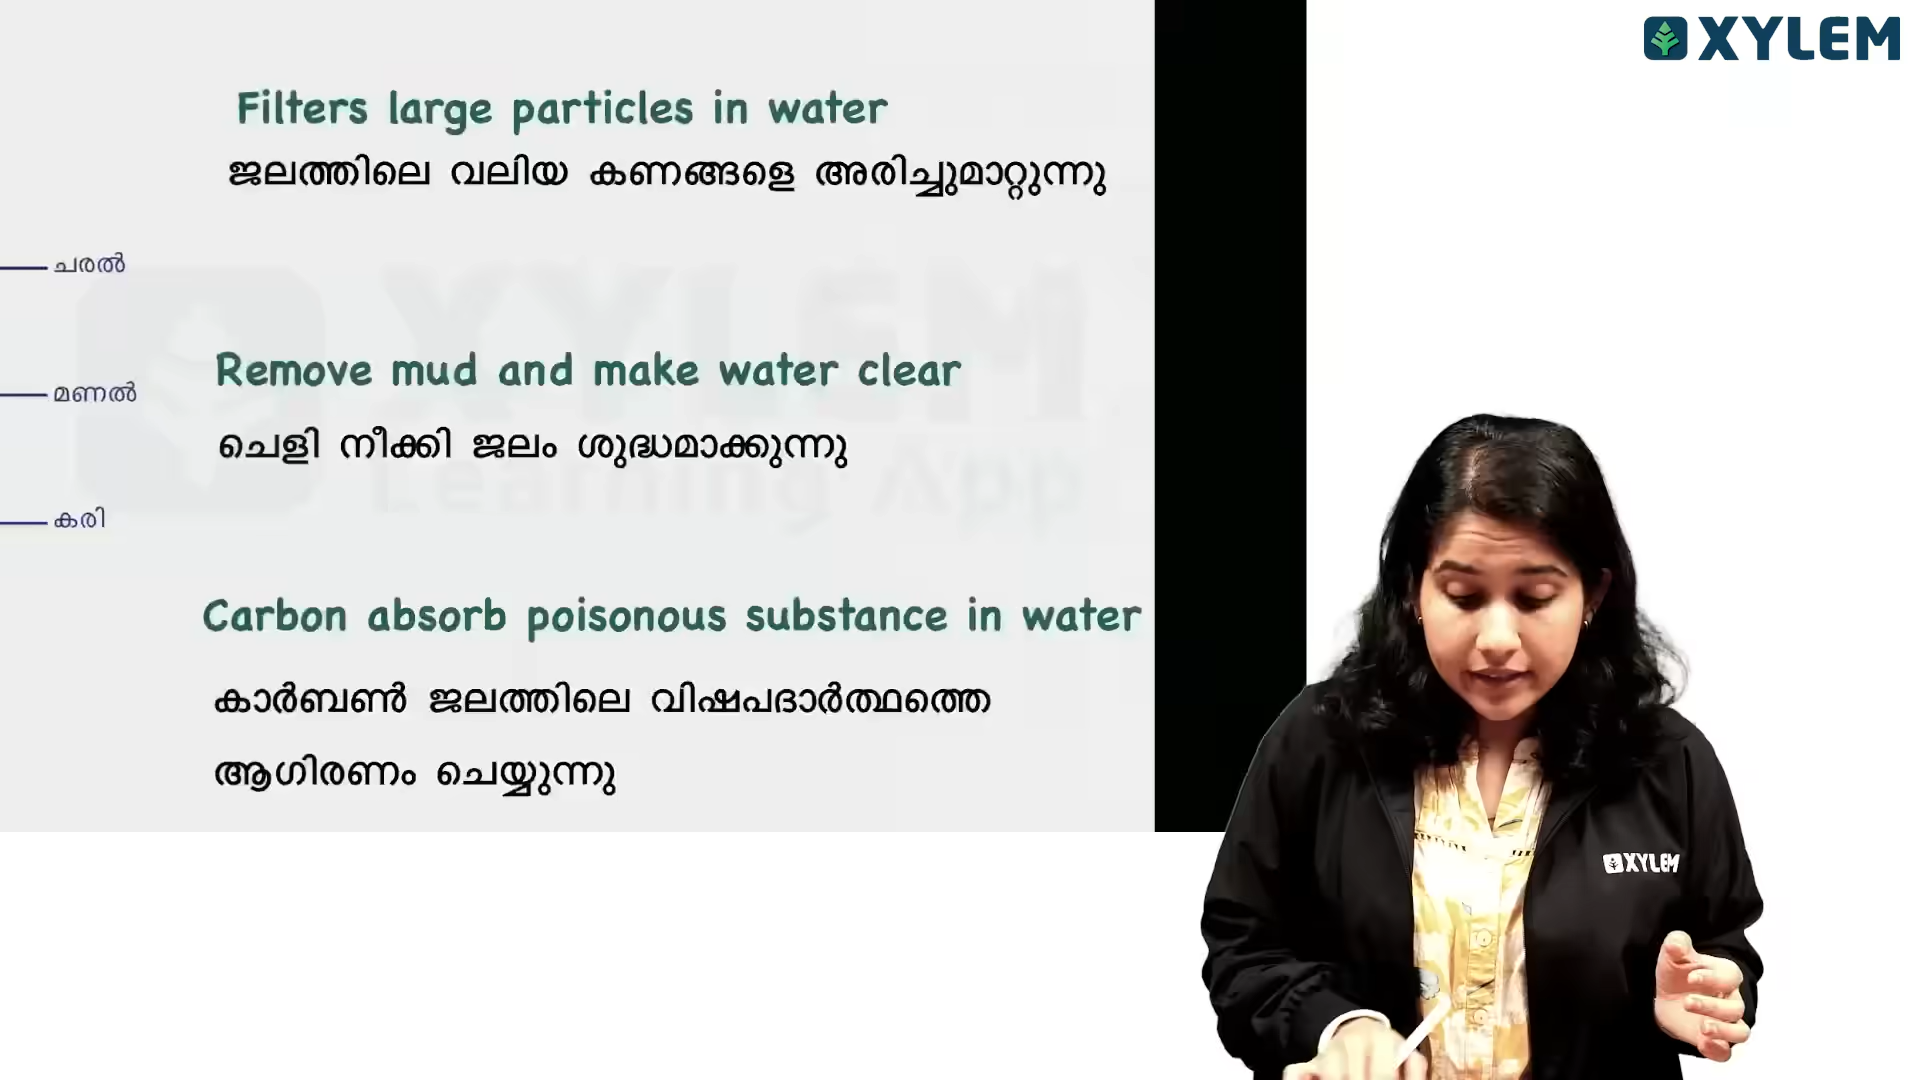 XYLEM
Filters large particles in water
ജലത്തിലെ വലിയ കണങ്ങളെ അരിച്ചുമാറ്റുന്നു
ചരൽ
Remove mud and make water clear
മണൽ
ചെളി നീക്കി ജലം ശുദ്ധമാക്കുന്നു
കരി
Carbon absorb poisonous substance in water
കാർബൺ ജലത്തിലെ വിഷപദാർത്ഥത്തെ
ആഗിരണം ചെയ്യുന്നു
XYLEM
Learning App
XYLEM